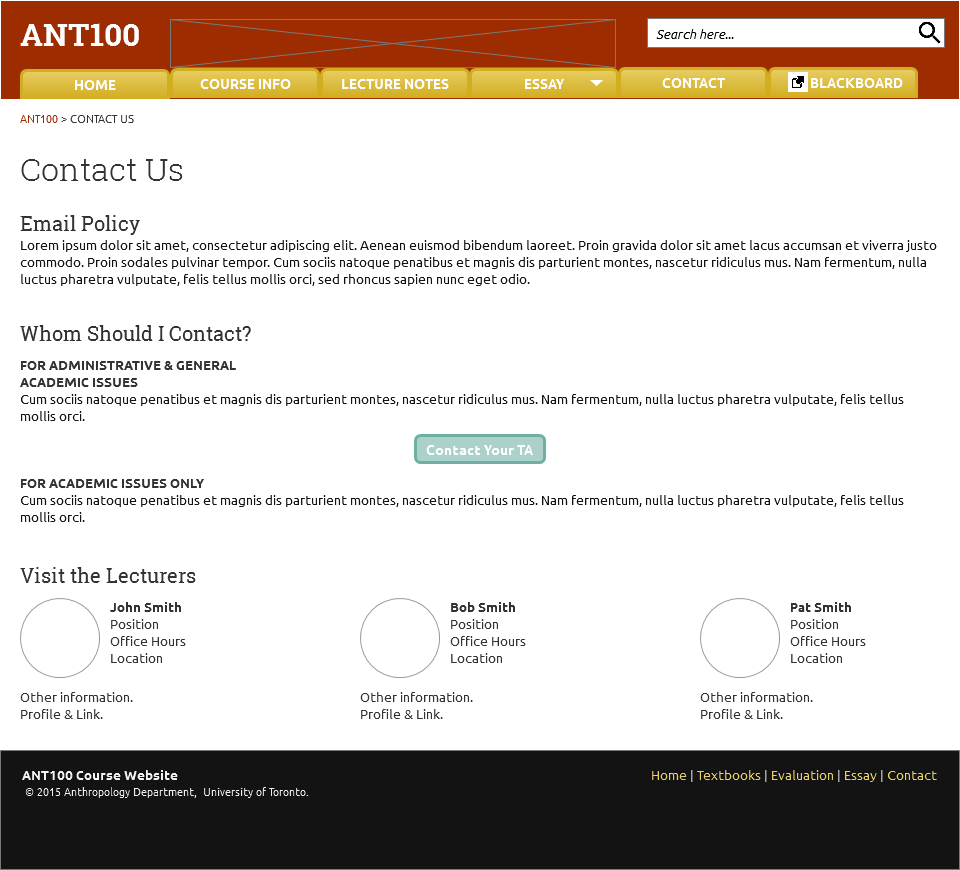 ANT100
Search here...
HOME
COURSE INFO
LECTURE NOTES
ESSAY
CONTACT
BLACKBOARD
ANT100 > CONTACT US
Contact Us
Email Policy
Lorem ipsum dolor sit amet, consectetur adipiscing elit. Aenean euismod bibendum laoreet. Proin gravida dolor sit amet lacus accumsan et viverra justo
commodo. Proin sodales pulvinar tempor. Cum sociis natoque penatibus et magnis dis parturient montes, nascetur ridiculus mus. Nam fermentum, nulla
luctus pharetra vulputate, felis tellus mollis orci, sed rhoncus sapien nunc eget odio.
Whom Should I Contact?
FOR ADMINISTRATIVE & GENERAL
ACADEMIC ISSUES
Cum sociis natoque penatibus et magnis dis parturient montes, nascetur ridiculus mus. Nam fermentum, nulla luctus pharetra vulputate, felis tellus
mollis orci.
Contact Your TA
FOR ACADEMIC ISSUES ONLY
Cum sociis natoque penatibus et magnis dis parturient montes, nascetur ridiculus mus. Nam fermentum, nulla luctus pharetra vulputate, felis tellus
mollis orci.
Visit the Lecturers
John Smith
Position
Office Hours
Location
Other information.
Profile & Link.
Bob Smith
Position
Office Hours
Location
Other information.
Profile & Link.
Pat Smith
Position
Office Hours
Location
Other information.
Profile & Link.
ANT100 Course Website
© 2015 Anthropology Department, University of Toronto.
Home | Textbooks | Evaluation | Essay | Contact